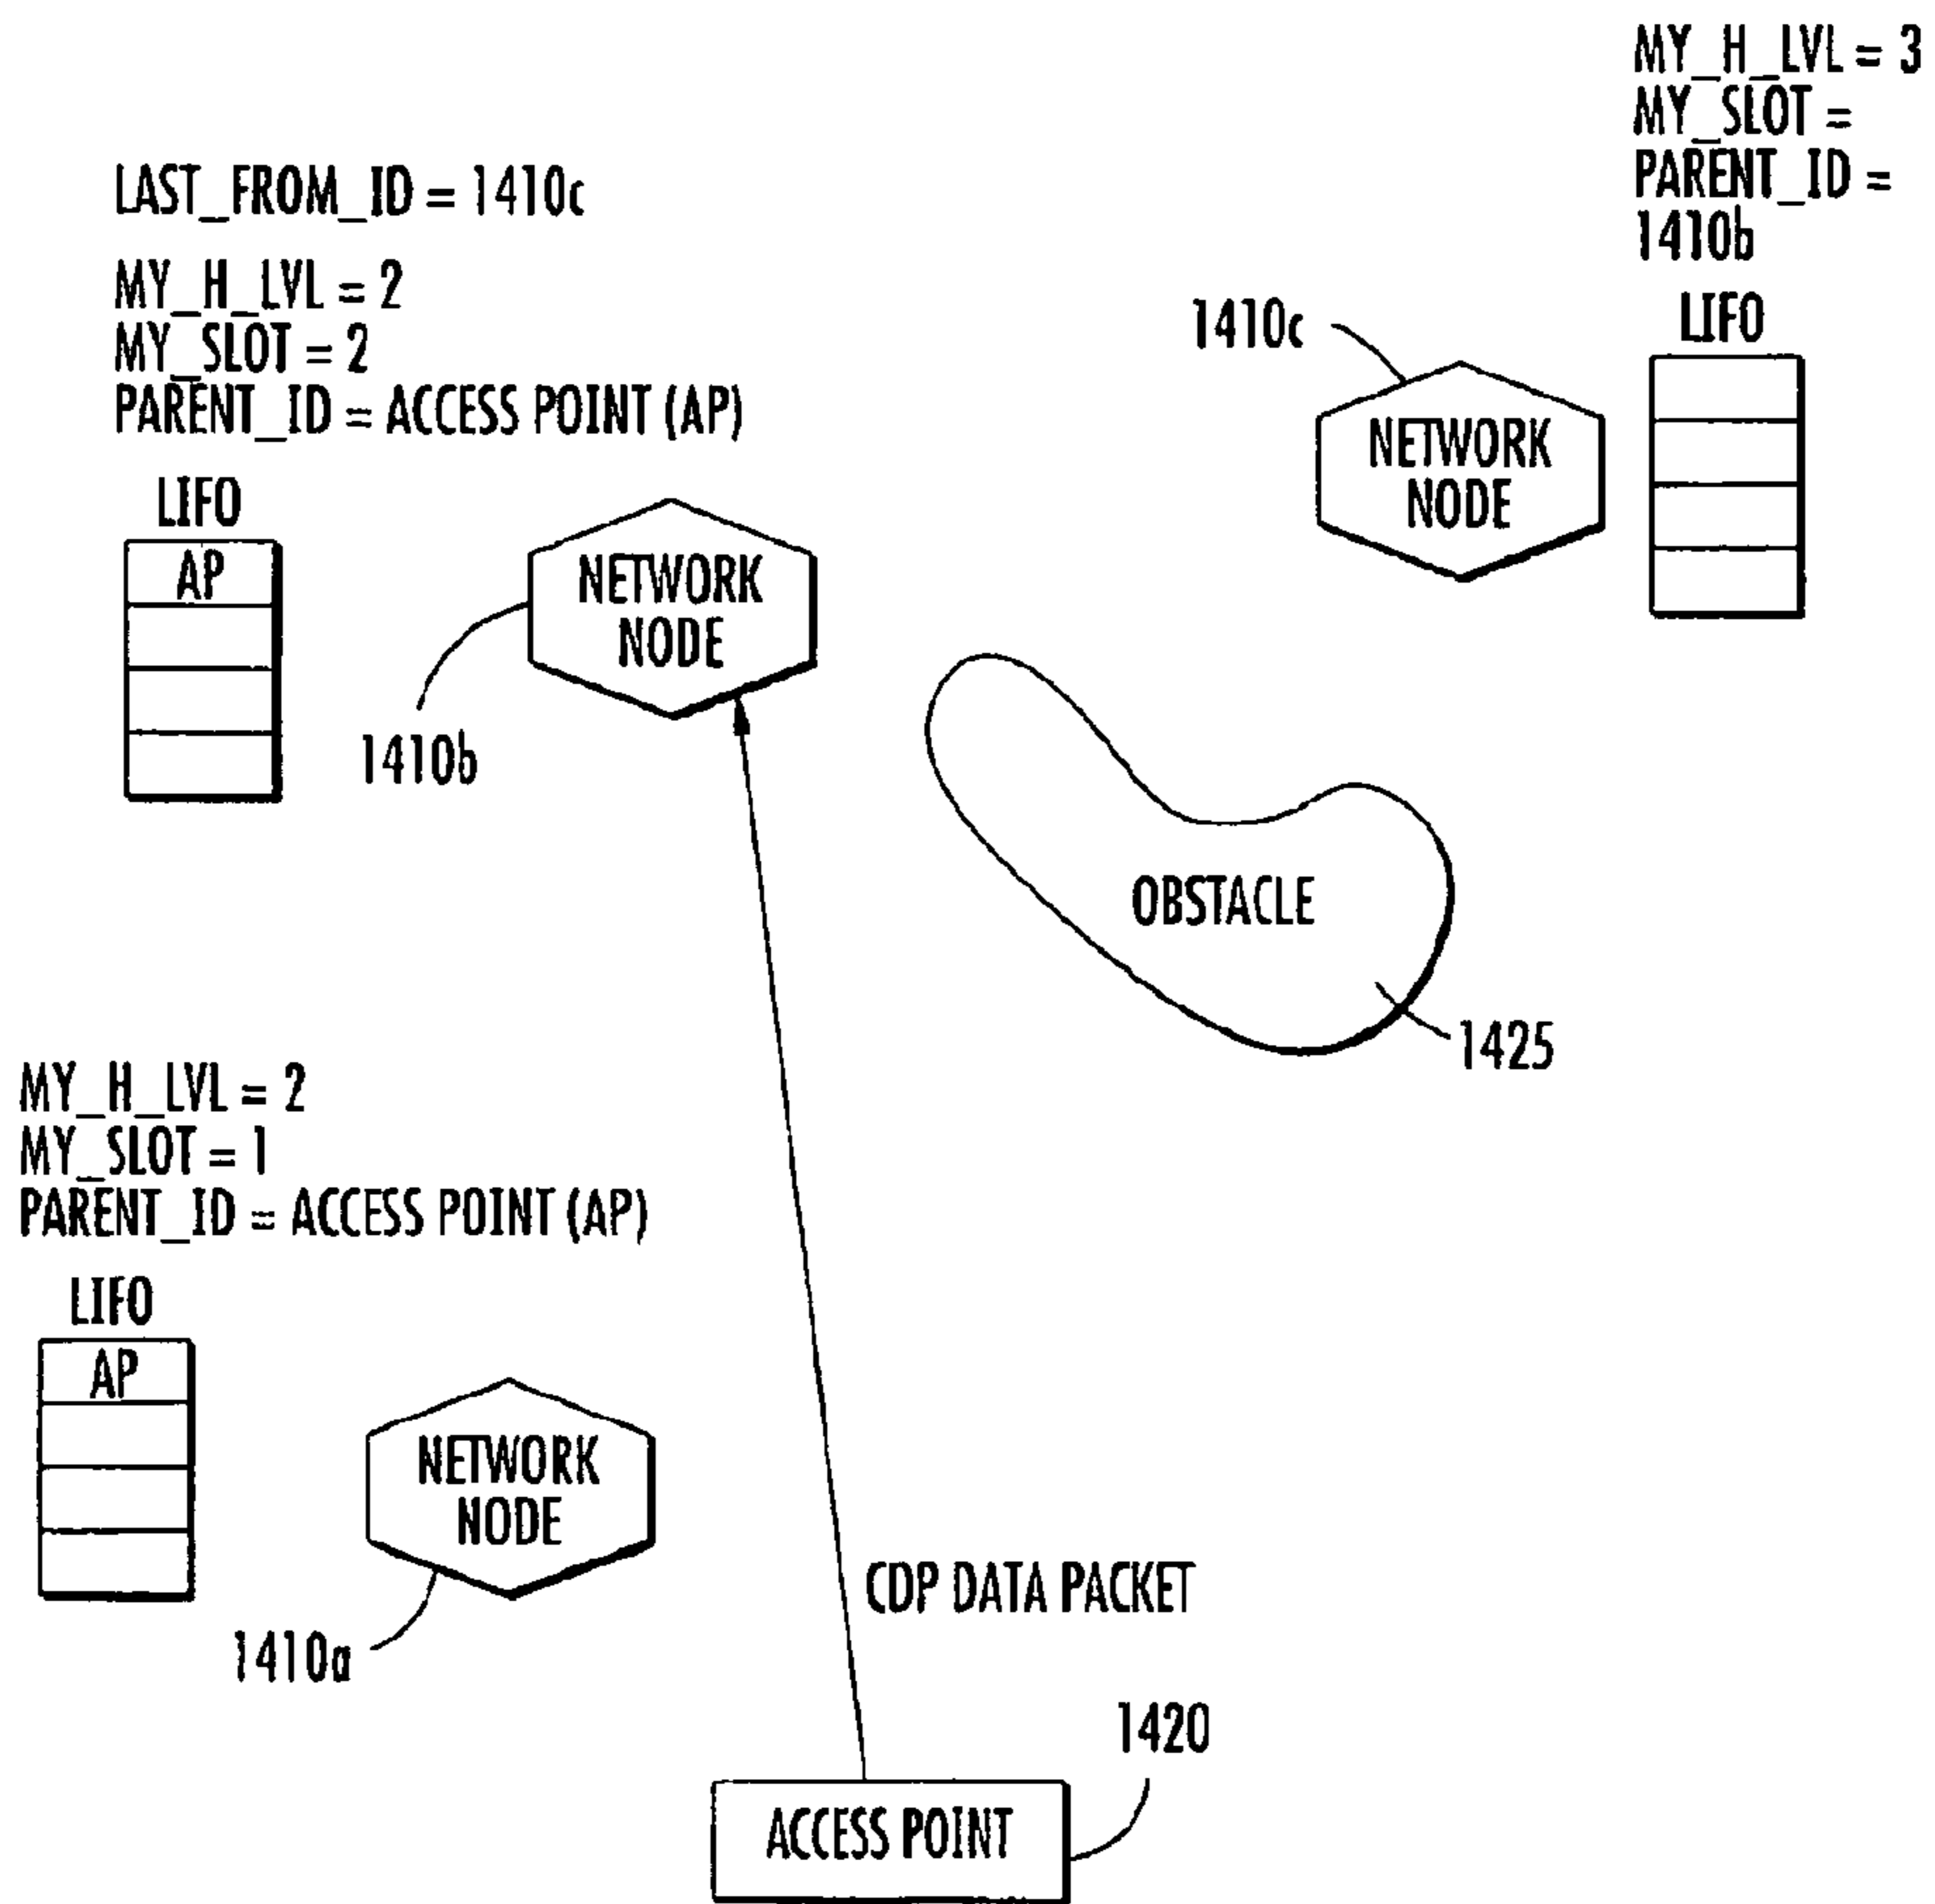 MY_H_LVL = 3
MY_SLOT =
PARENT_ID =
1410b
LIFO
1410c
NETWORK
NODE
LAST_FROM_ID = 1410c
MY_H_LVL = 2
MY_SLOT = 2
PARENT_ID = ACCESS POINT (AP)
LIFO
AP
NETWORK
NODE
1410b
OBSTACLE
1425
MY_H_LVL = 2
MY_SLOT = 1
PARENT_ID = ACCESS POINT (AP)
LIFO
AP
NETWORK
NODE
1410a
CDP DATA PACKET
1420
ACCESS POINT